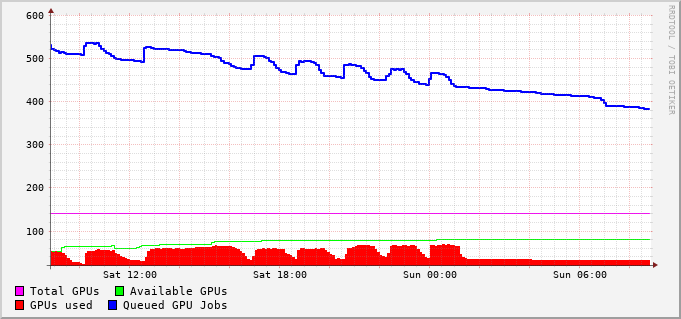 600
500
400
300
200
100
Sat 12:00 Sat 18:00 Sun 00:00 Sun 06:00
Total GPUs Available GPUs
GPUs used Queued GPU Jobs
RRDTOOL / TOBI OETIKER